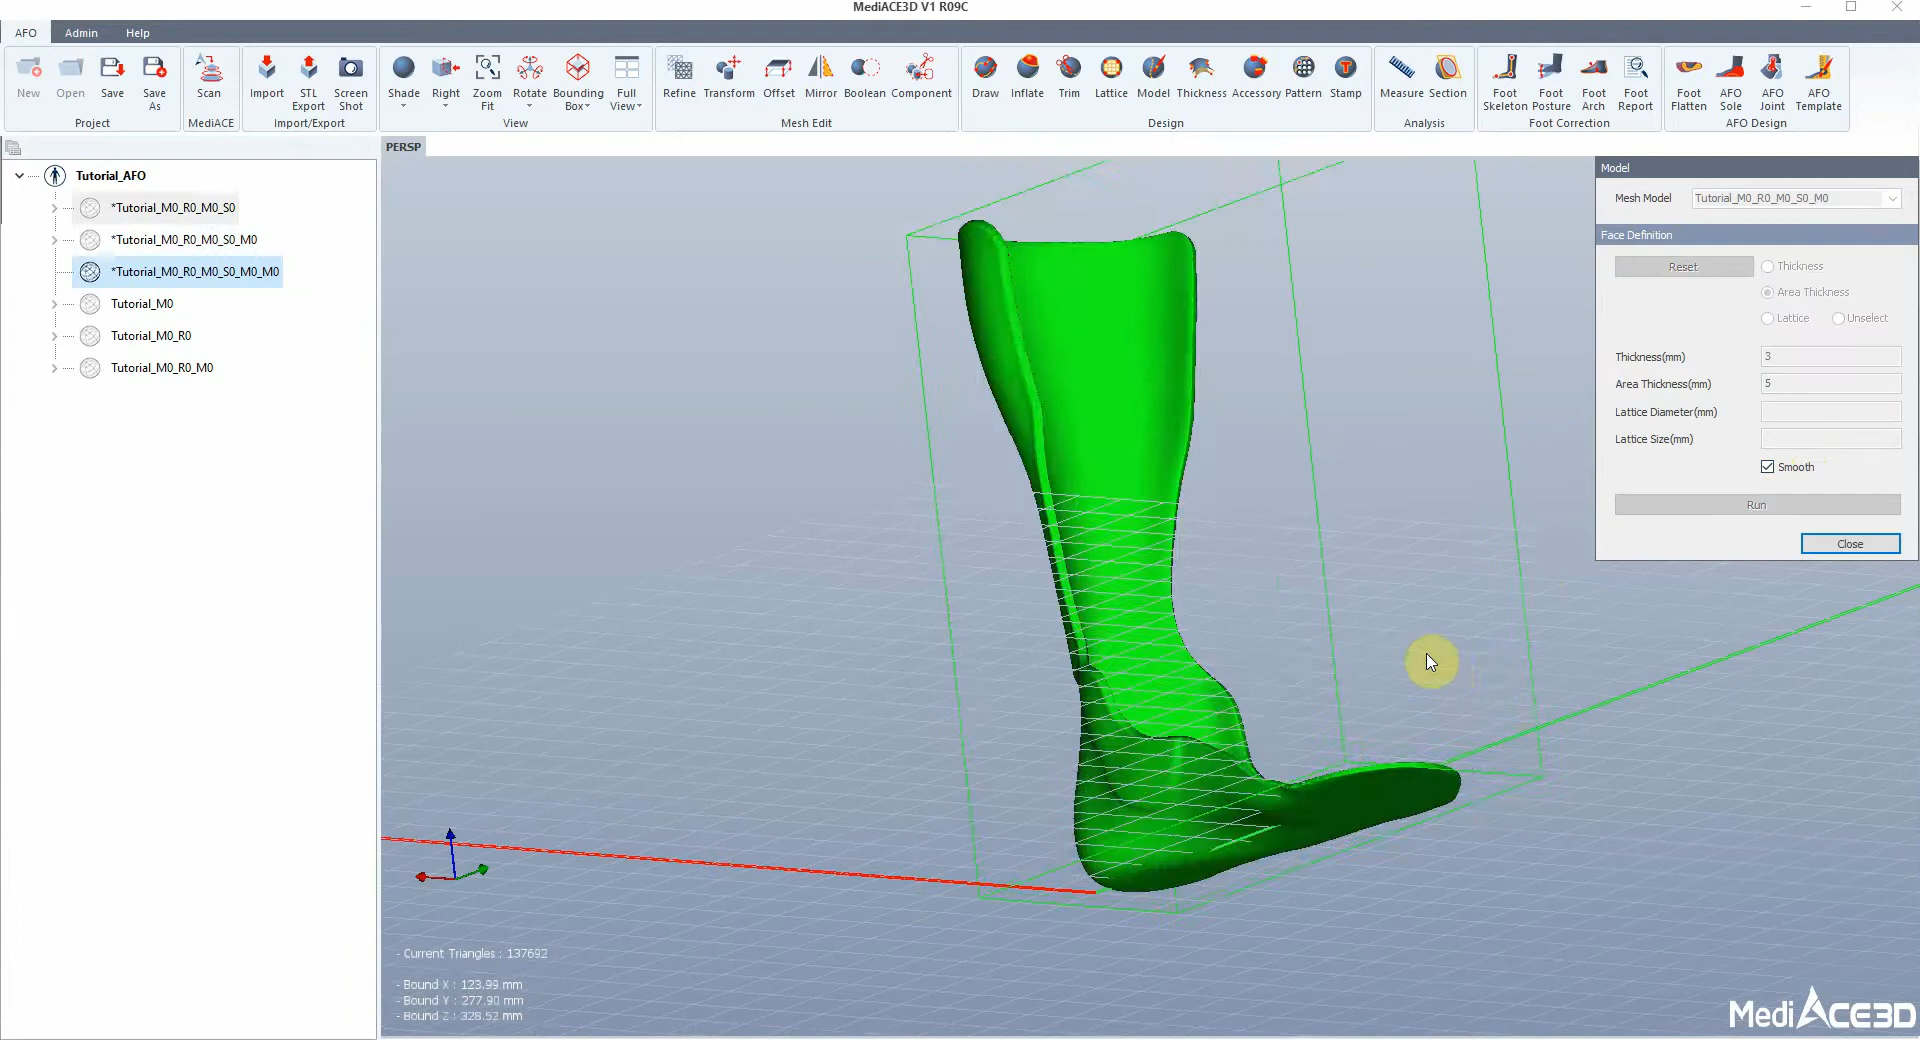 MediACE3D V1 R09C
AFO Admin Help
New Open Save Save As Scan Import STL Export Screen Shot Shade Right Zoom Fit Rotate Bounding Box Full View Refine Transform Offset Mirror Boolean Component Draw Inflate Trim Lattice Model Thickness Accessory Pattern Stamp Measure Section Foot Skeleton Foot Posture Foot Arch Foot Report Foot Flatten AFO Sole AFO Joint AFO Template
Project MediACE Import/Export View Mesh Edit Design Analysis Foot Correction AFO Design
PERSP
Tutorial_AFO
*Tutorial_M0_R0_M0_S0
*Tutorial_M0_R0_M0_S0_M0
*Tutorial_M0_R0_M0_S0_M0_M0
Tutorial_M0
Tutorial_M0_R0
Tutorial_M0_R0_M0
Model
Mesh Model Tutorial_M0_R0_M0_S0_M0
Face Definition
Reset Thickness
Area Thickness
Lattice Unselect
Thickness(mm) 3
Area Thickness(mm) 5
Lattice Diameter(mm)
Lattice Size(mm)
Smooth
Run
Close
- Current Triangles : 137692
- Bound X : 123.99 mm
- Bound Y : 277.90 mm
- Bound Z : 328.52 mm
MediACE3D